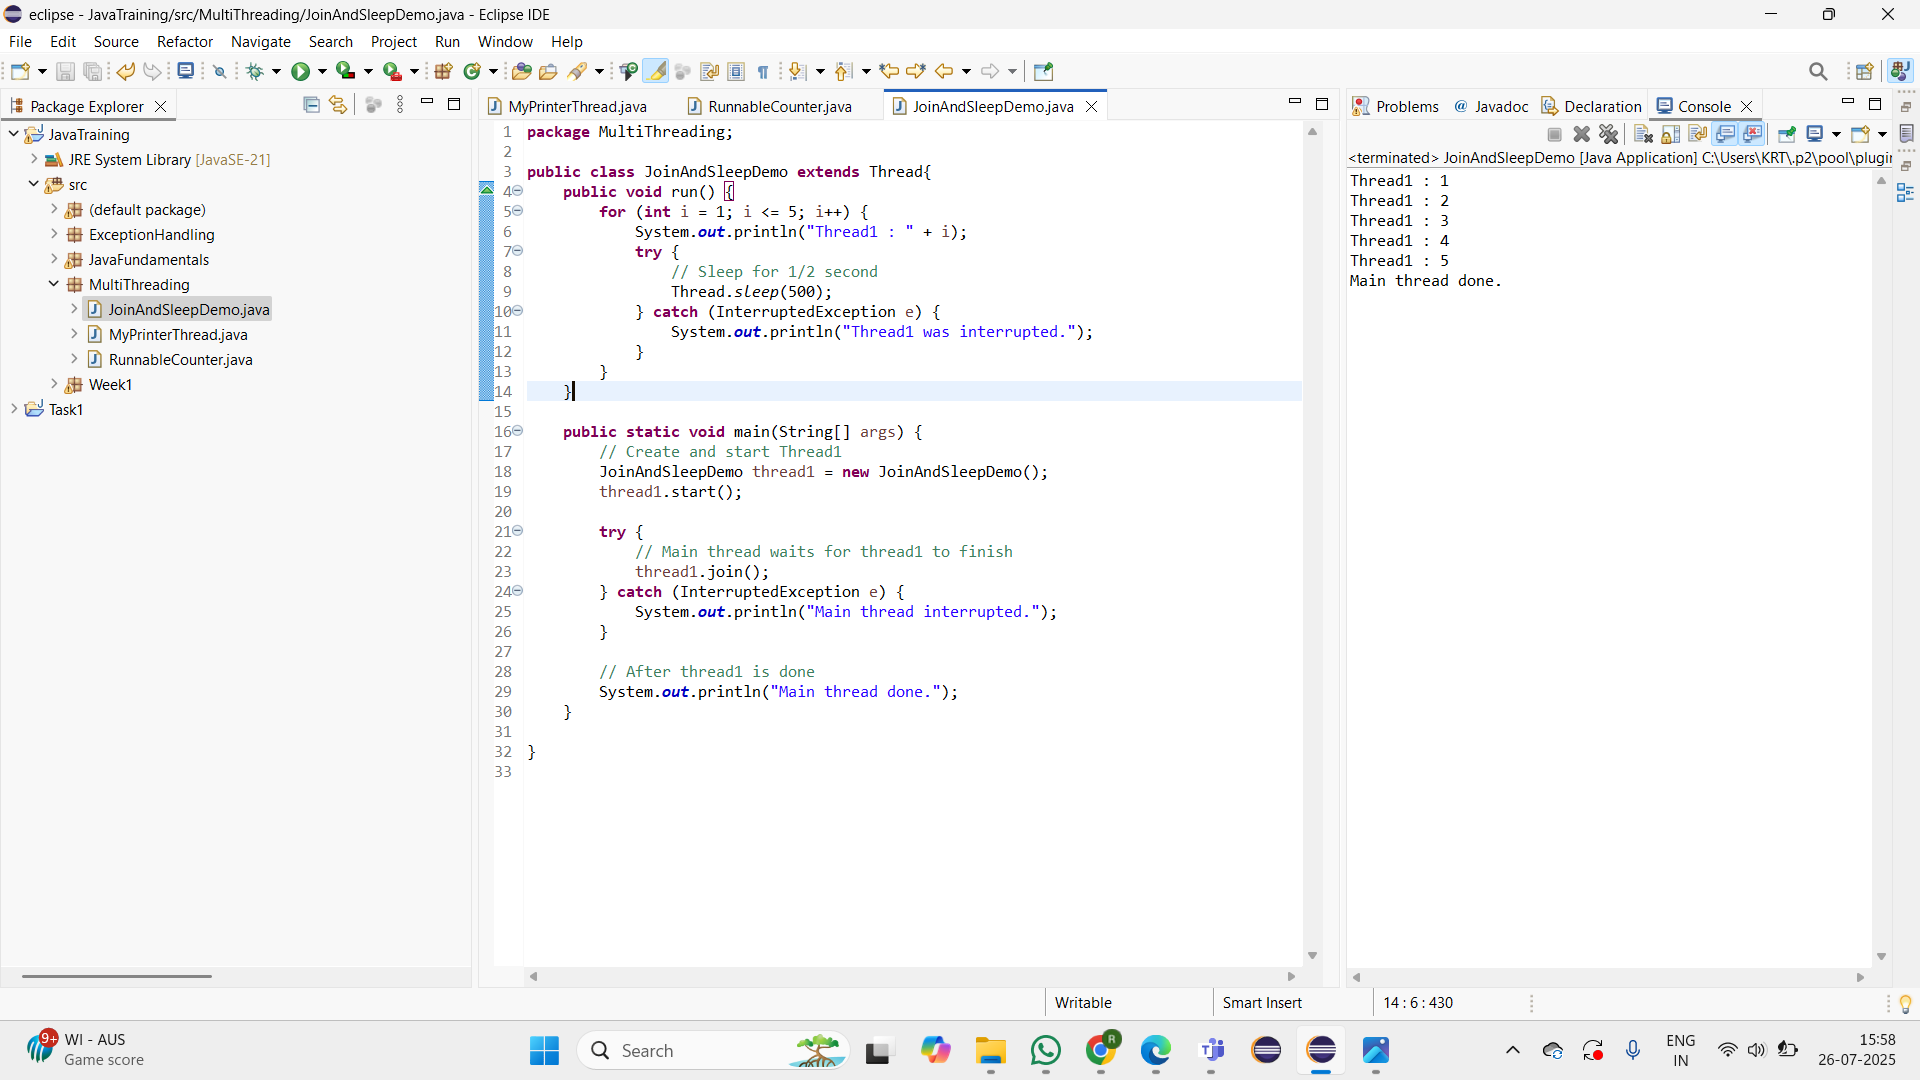 eclipse - JavaTraining/src/MultiThreading/JoinAndSleepDemo.java - Eclipse IDE
File Edit Source Refactor Navigate Search Project Run Window Help
Package Explorer
JavaTraining
JRE System Library [JavaSE-21]
src
(default package)
ExceptionHandling
JavaFundamentals
MultiThreading
JoinAndSleepDemo.java
MyPrinterThread.java
RunnableCounter.java
Week1
Task1
MyPrinterThread.java RunnableCounter.java JoinAndSleepDemo.java
1 package MultiThreading;
2
3 public class JoinAndSleepDemo extends Thread{
4 public void run() {
5 for (int i = 1; i <= 5; i++) {
6 System.out.println("Thread1 : " + i);
7 try {
8 // Sleep for 1/2 second
9 Thread.sleep(500);
10 } catch (InterruptedException e) {
11 System.out.println("Thread1 was interrupted.");
12 }
13 }
14 }
15
16 public static void main(String[] args) {
17 // Create and start Thread1
18 JoinAndSleepDemo thread1 = new JoinAndSleepDemo();
19 thread1.start();
20
21 try {
22 // Main thread waits for thread1 to finish
23 thread1.join();
24 } catch (InterruptedException e) {
25 System.out.println("Main thread interrupted.");
26 }
27
28 // After thread1 is done
29 System.out.println("Main thread done.");
30 }
31
32 }
33
Problems Javadoc Declaration Console
<terminated> JoinAndSleepDemo [Java Application] C:\Users\KRT\.p2\pool\plugin
Thread1 : 1
Thread1 : 2
Thread1 : 3
Thread1 : 4
Thread1 : 5
Main thread done.
Writable Smart Insert 14 : 6 : 430
9+ WI - AUS
Game score
Search
R
ENG
IN
15:58
26-07-2025